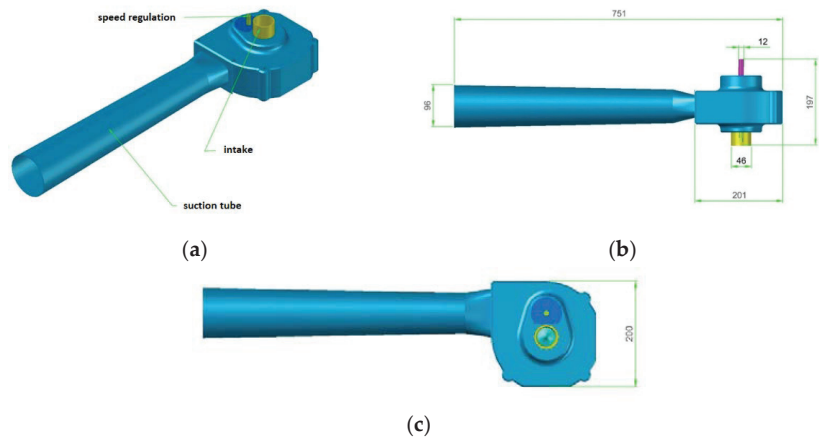 speed regulation
intake
suction tube
(a)
751
12
96
197
46
201
(b)
200
(c)